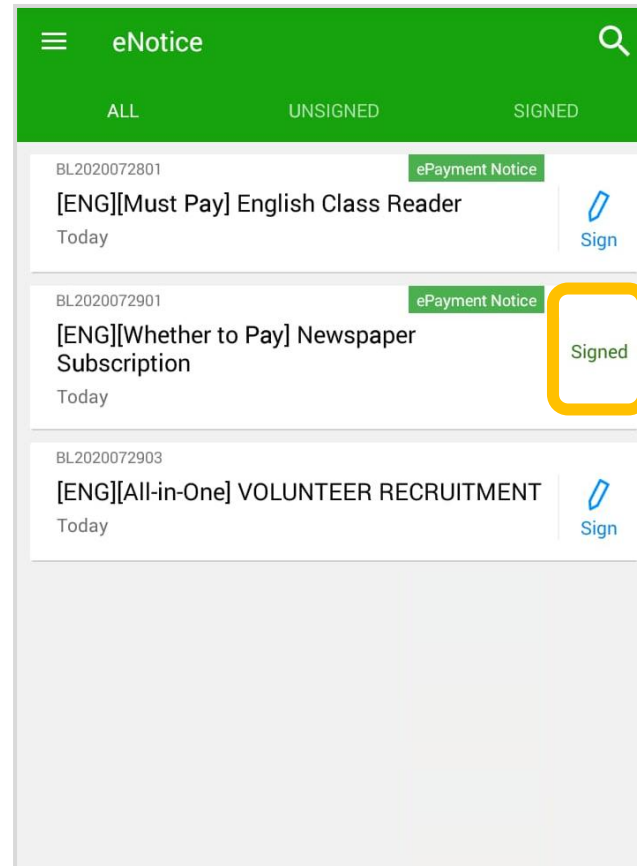 eNotice
ALL UNSIGNED SIGNED
BL2020072801 ePayment Notice
[ENG][Must Pay] English Class Reader
Today
Sign
BL2020072901 ePayment Notice
[ENG][Whether to Pay] Newspaper
Subscription
Signed
Today
BL2020072903
[ENG][All-in-One] VOLUNTEER RECRUITMENT
Today
Sign